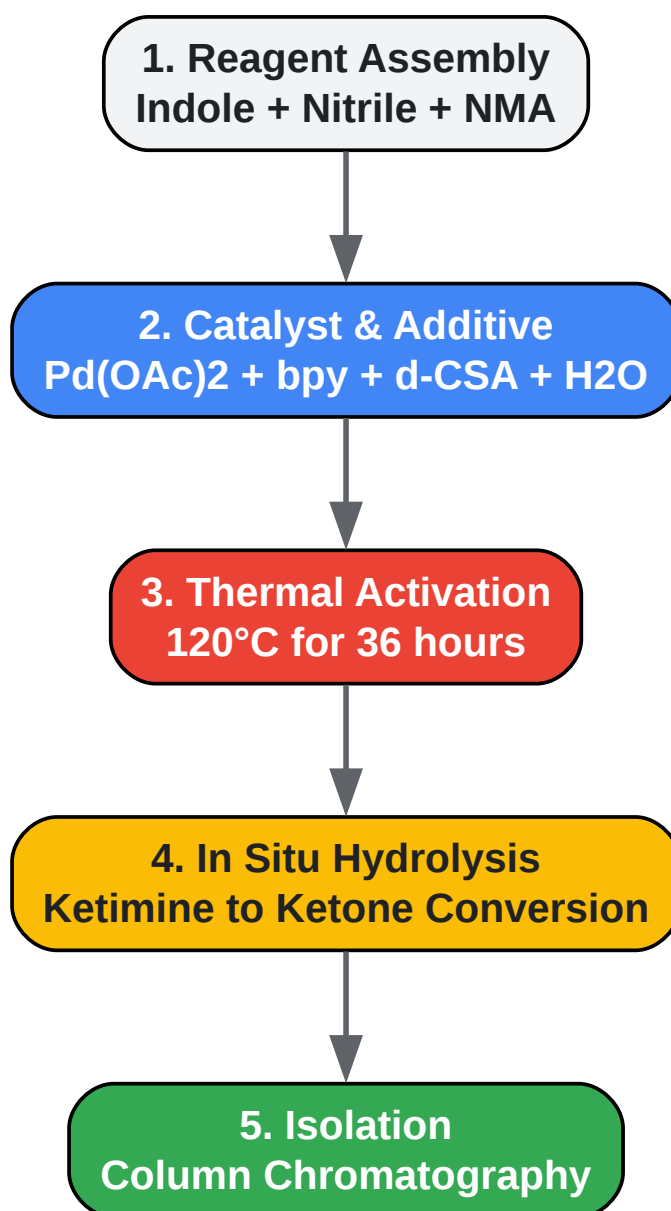 1. Reagent Assembly
Indole + Nitrile + NMA
2. Catalyst & Additive
Pd(OAc)2 + bpy + d-CSA + H2O
3. Thermal Activation
120°C for 36 hours
4. In Situ Hydrolysis
Ketimine to Ketone Conversion
5. Isolation
Column Chromatography